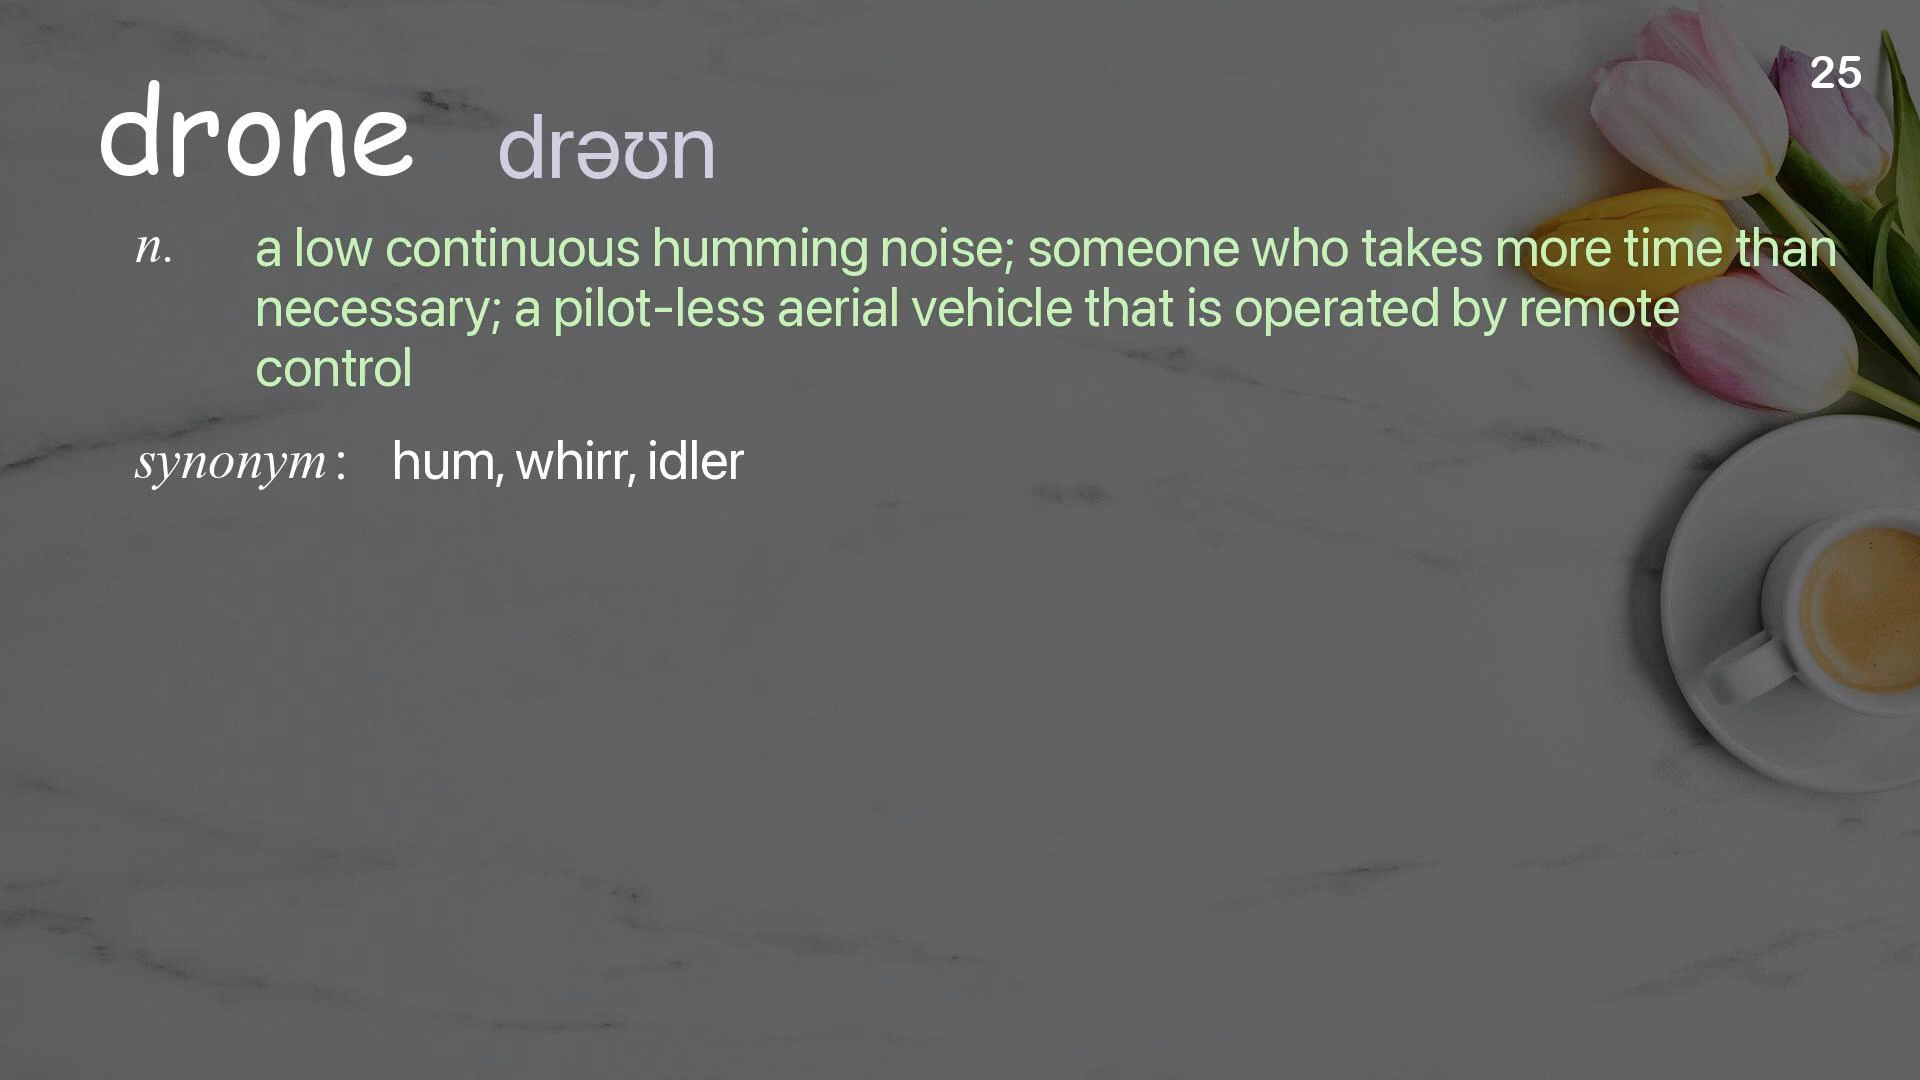 25
drone drəʊn
n. a low continuous humming noise; someone who takes more time than
necessary; a pilot-less aerial vehicle that is operated by remote
control
synonym: hum, whirr, idler